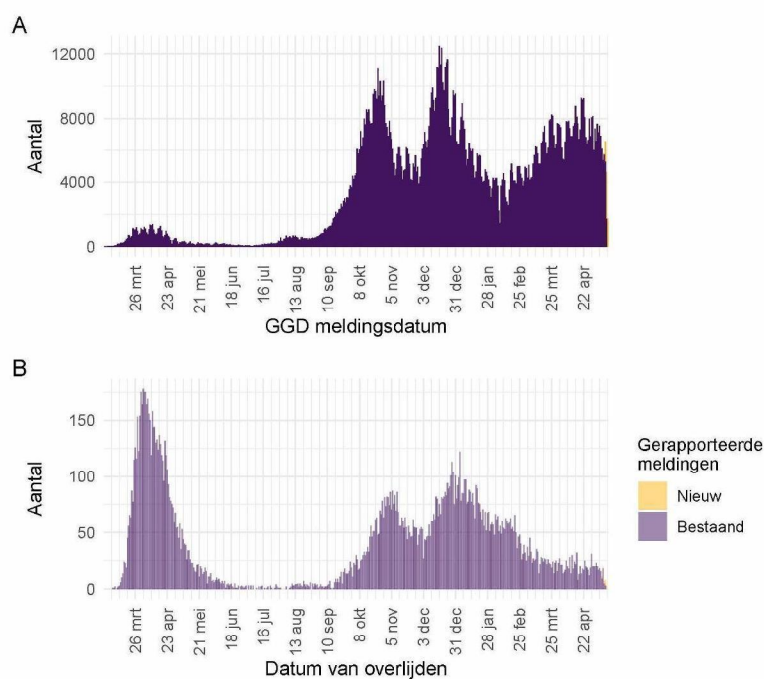 A
12000
8000
4000
0
Aantal
26 mrt
23 apr
21 mei
18 jun
16 jul
13 aug
10 sep
8 okt
5 nov
3 dec
31 dec
28 jan
25 feb
25 mrt
22 apr
GGD meldingsdatum
B
150
100
50
0
Aantal
26 mrt
23 apr
21 mei
18 jun
16 jul
13 aug
10 sep
8 okt
5 nov
3 dec
31 dec
28 jan
25 feb
25 mrt
22 apr
Datum van overlijden
Gerapporteerde
meldingen
Nieuw
Bestaand